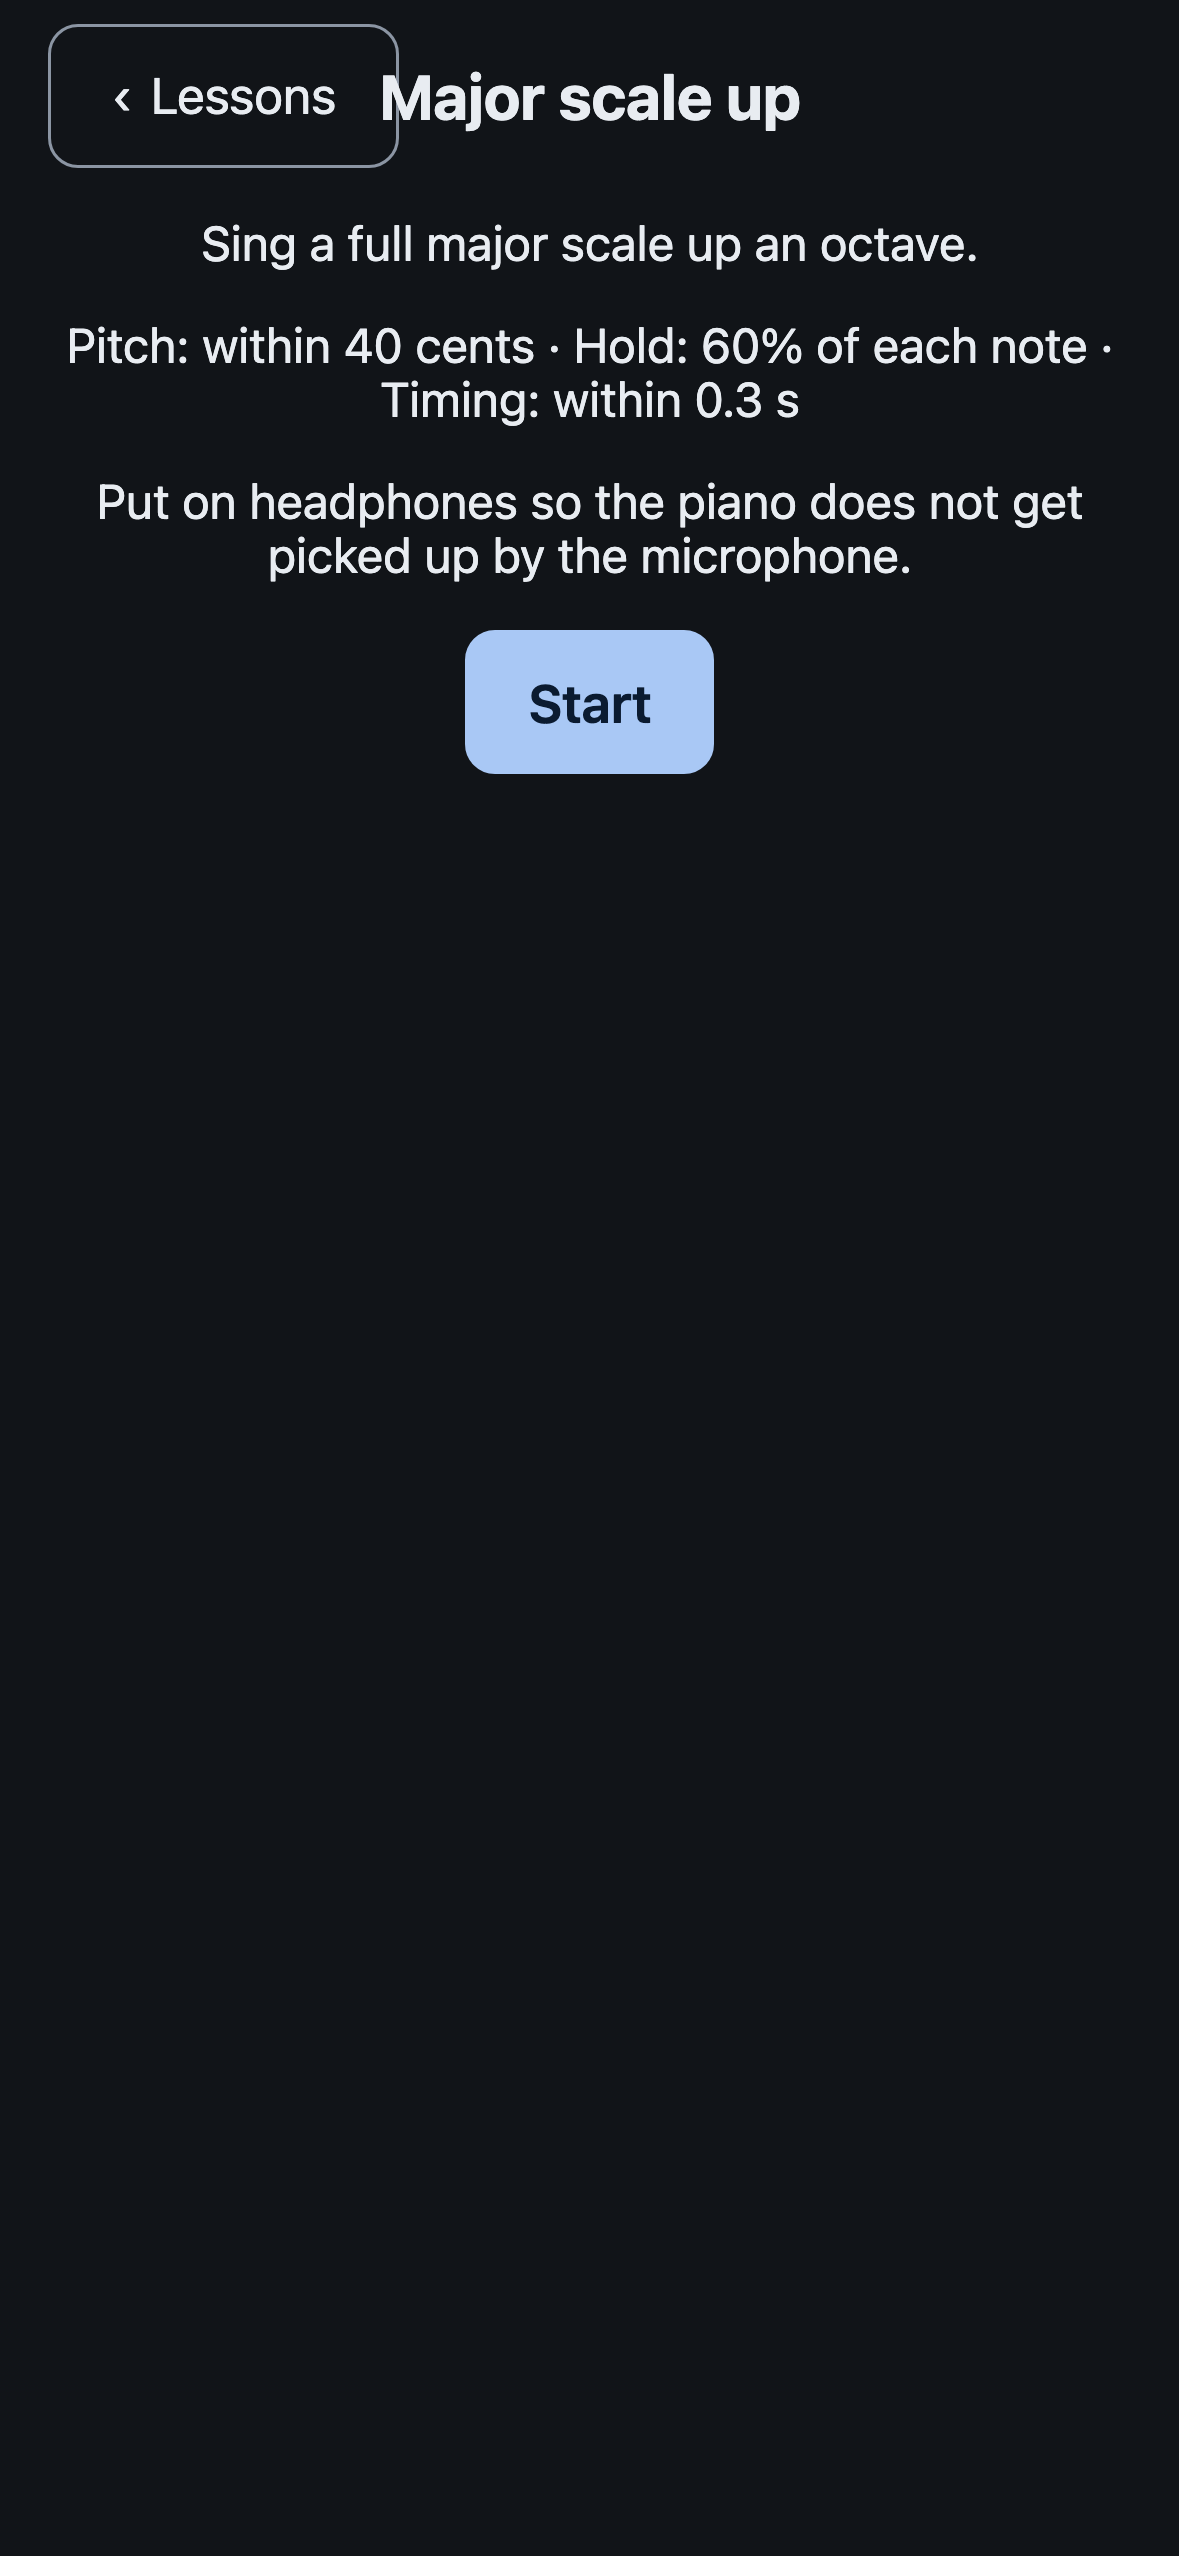 ‹ Lessons
Major scale up
Sing a full major scale up an octave.
Pitch: within 40 cents · Hold: 60% of each note ·
Timing: within 0.3 s
Put on headphones so the piano does not get
picked up by the microphone.
Start